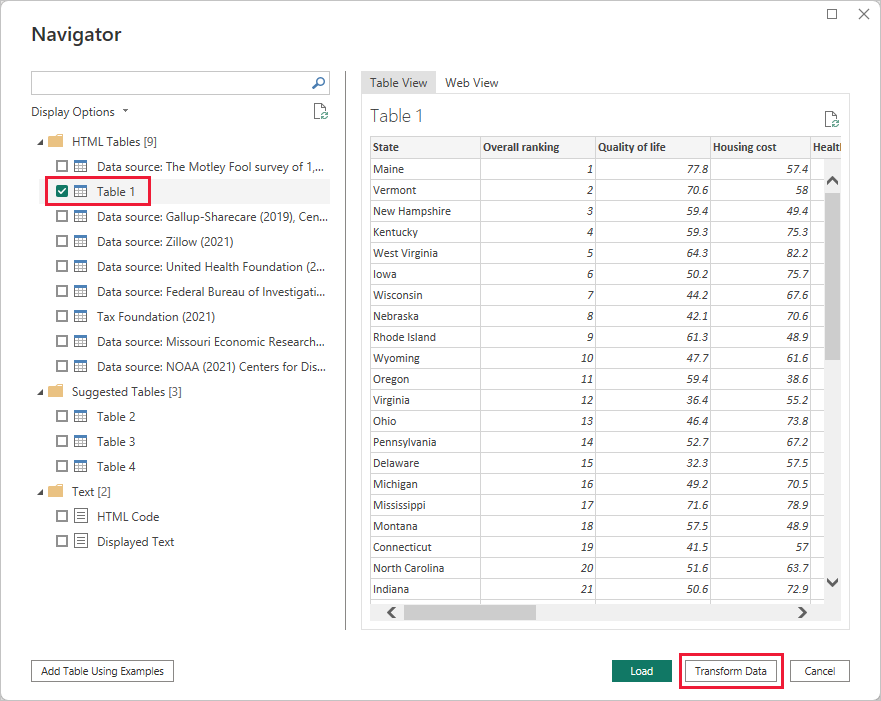 Navigator
Display Options
HTML Tables [9]
Data source: The Motley Fool survey of 1,...
Table 1
Data source: Gallup-Sharecare (2019), Cen...
Data source: Zillow (2021)
Data source: United Health Foundation (2...
Data source: Federal Bureau of Investigati...
Tax Foundation (2021)
Data source: Missouri Economic Research...
Data source: NOAA (2021) Centers for Dis...
Suggested Tables [3]
Table 2
Table 3
Table 4
Text [2]
HTML Code
Displayed Text
Table View Web View
Table 1
State Overall ranking Quality of life Housing cost Healt
Maine 1 77.8 57.4
Vermont 2 70.6 58
New Hampshire 3 59.4 49.4
Kentucky 4 59.3 75.3
West Virginia 5 64.3 82.2
Iowa 6 50.2 75.7
Wisconsin 7 44.2 67.6
Nebraska 8 42.1 70.6
Rhode Island 9 61.3 48.9
Wyoming 10 47.7 61.6
Oregon 11 59.4 38.6
Virginia 12 36.4 55.2
Ohio 13 46.4 73.8
Pennsylvania 14 52.7 67.2
Delaware 15 32.3 57.5
Michigan 16 49.2 70.5
Mississippi 17 71.6 78.9
Montana 18 57.5 48.9
Connecticut 19 41.5 57
North Carolina 20 51.6 63.7
Indiana 21 50.6 72.9
Add Table Using Examples Load Transform Data Cancel